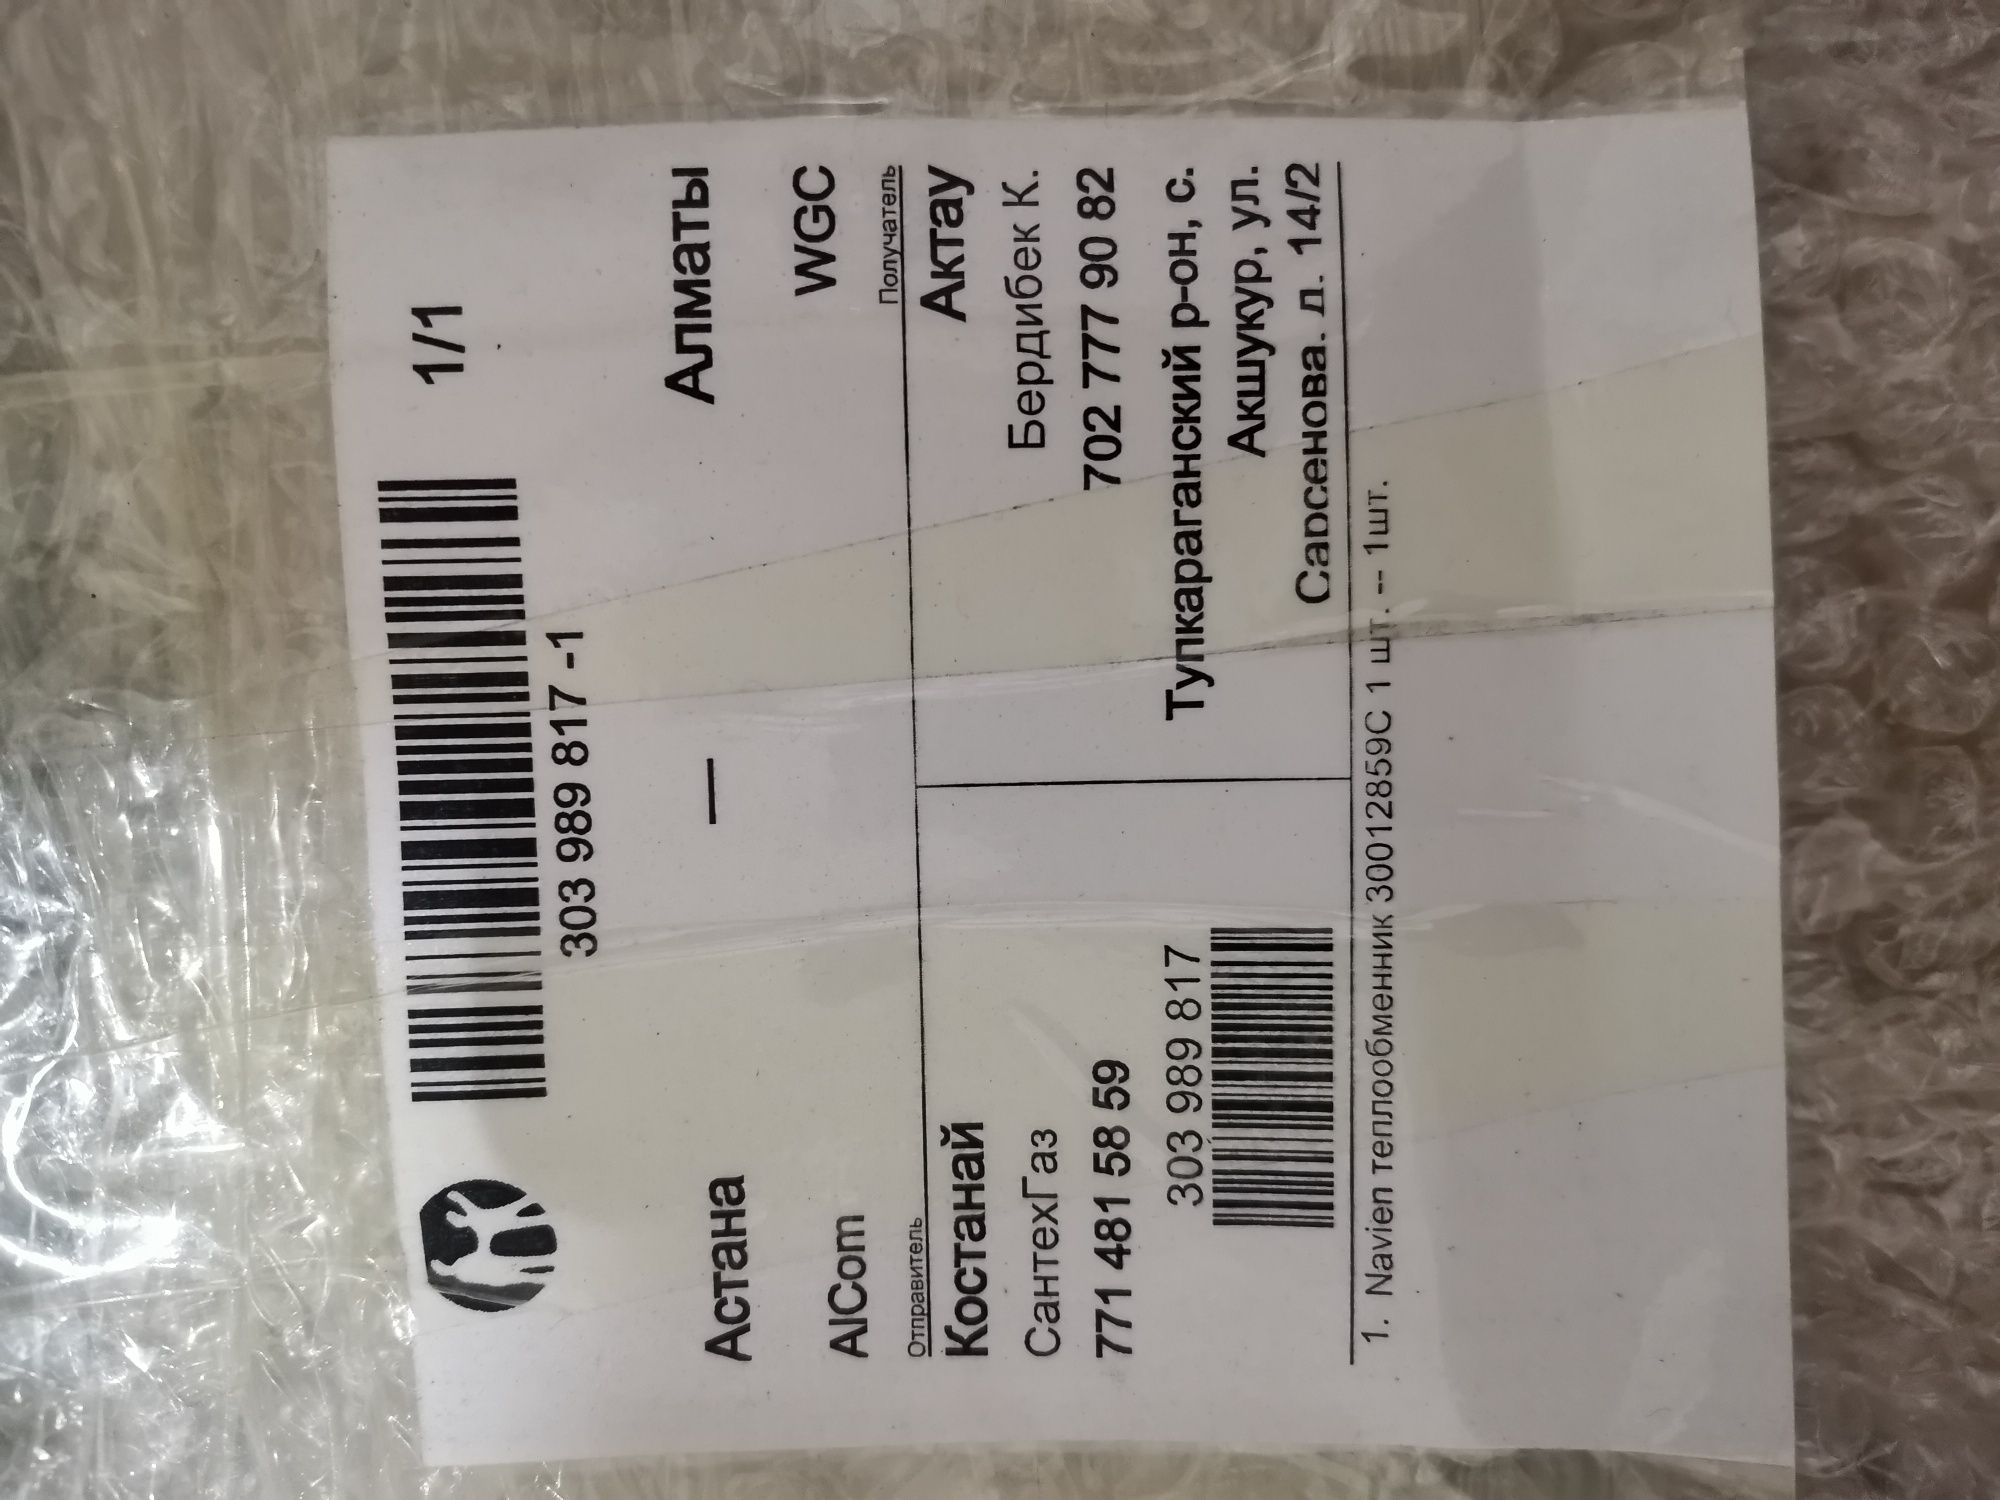 1/1
303 989 817 -1
Астана — Алматы
AlCom WGC
Отправитель
Получатель
Костанай
СантехГаз
771 481 58 59
303 989 817
Актау
Бердибек К.
702 777 90 82
Тупкараганский р-он, с.
Акшукур, ул.
Сарсенова. д. 14/2
1. Navien теплообменник 30012859C 1 шт. -- 1шт.